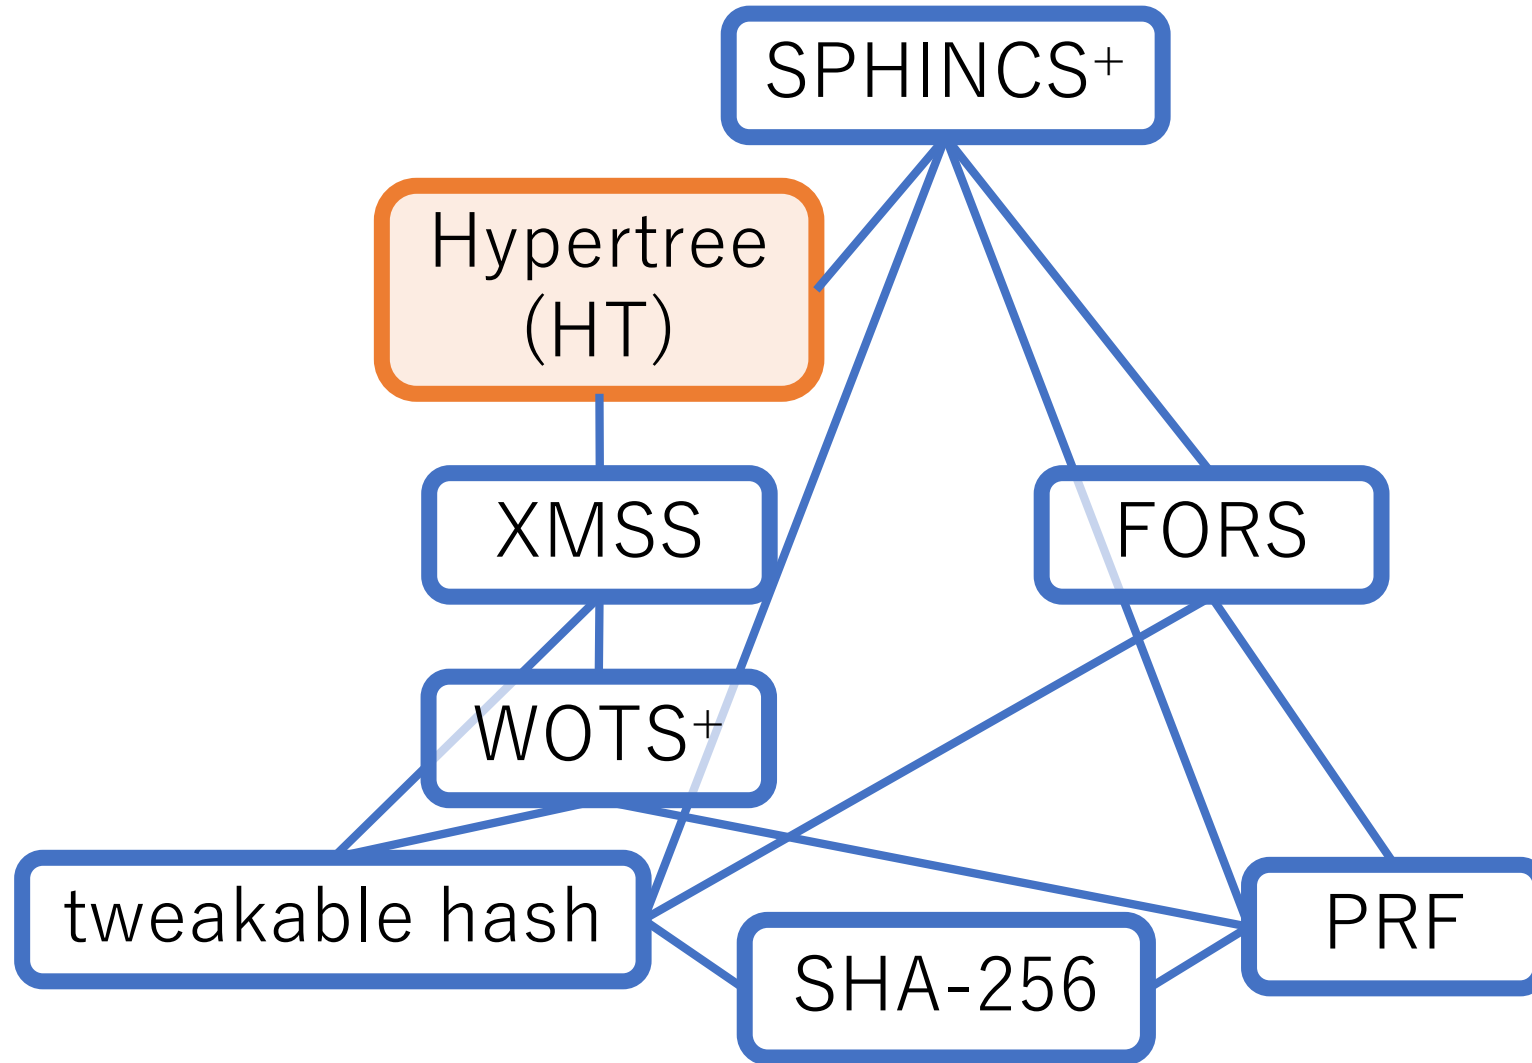 SPHINCS⁺
Hypertree
(HT)
XMSS
FORS
WOTS⁺
tweakable hash
SHA-256
PRF